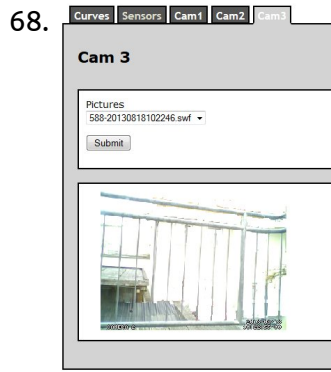 68.
Curves Sensors Cam1 Cam2 Cam3
Cam 3
Pictures
588-20130818102246.swf
Submit